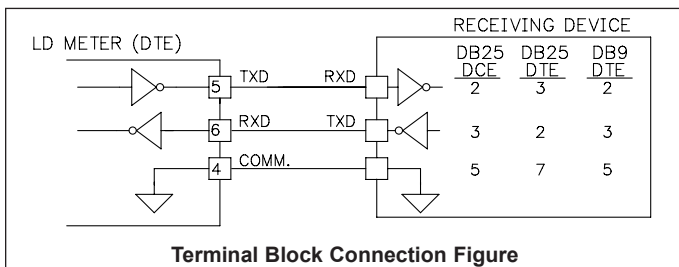 RECEIVING DEVICE
LD METER (DTE)
DB25 DB25 DB9
DCE DTE DTE
5 TXD RXD 2 3 2
6 RXD TXD 3 2 3
4 COMM. 5 7 5
Terminal Block Connection Figure